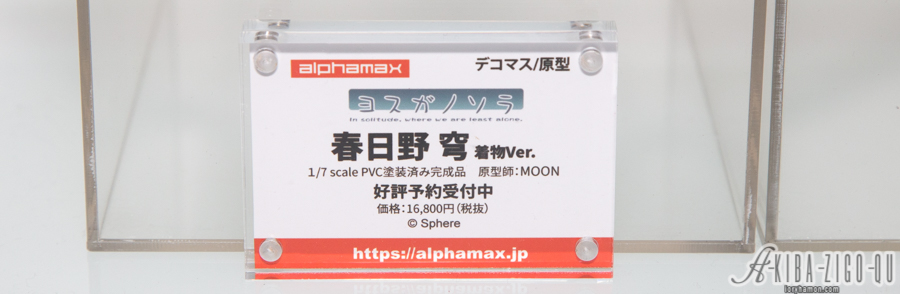 alphamax
デコマス/原型
ヨスガノソラ
In solitude, where we are least alone.
春日野 穹 着物Ver.
1/7 scale PVC塗装済み完成品 原型師：MOON
好評予約受付中
価格：16,800円（税抜）
© Sphere
https://alphamax.jp
AKIBA-ZIGO-QU
loryhamon.com